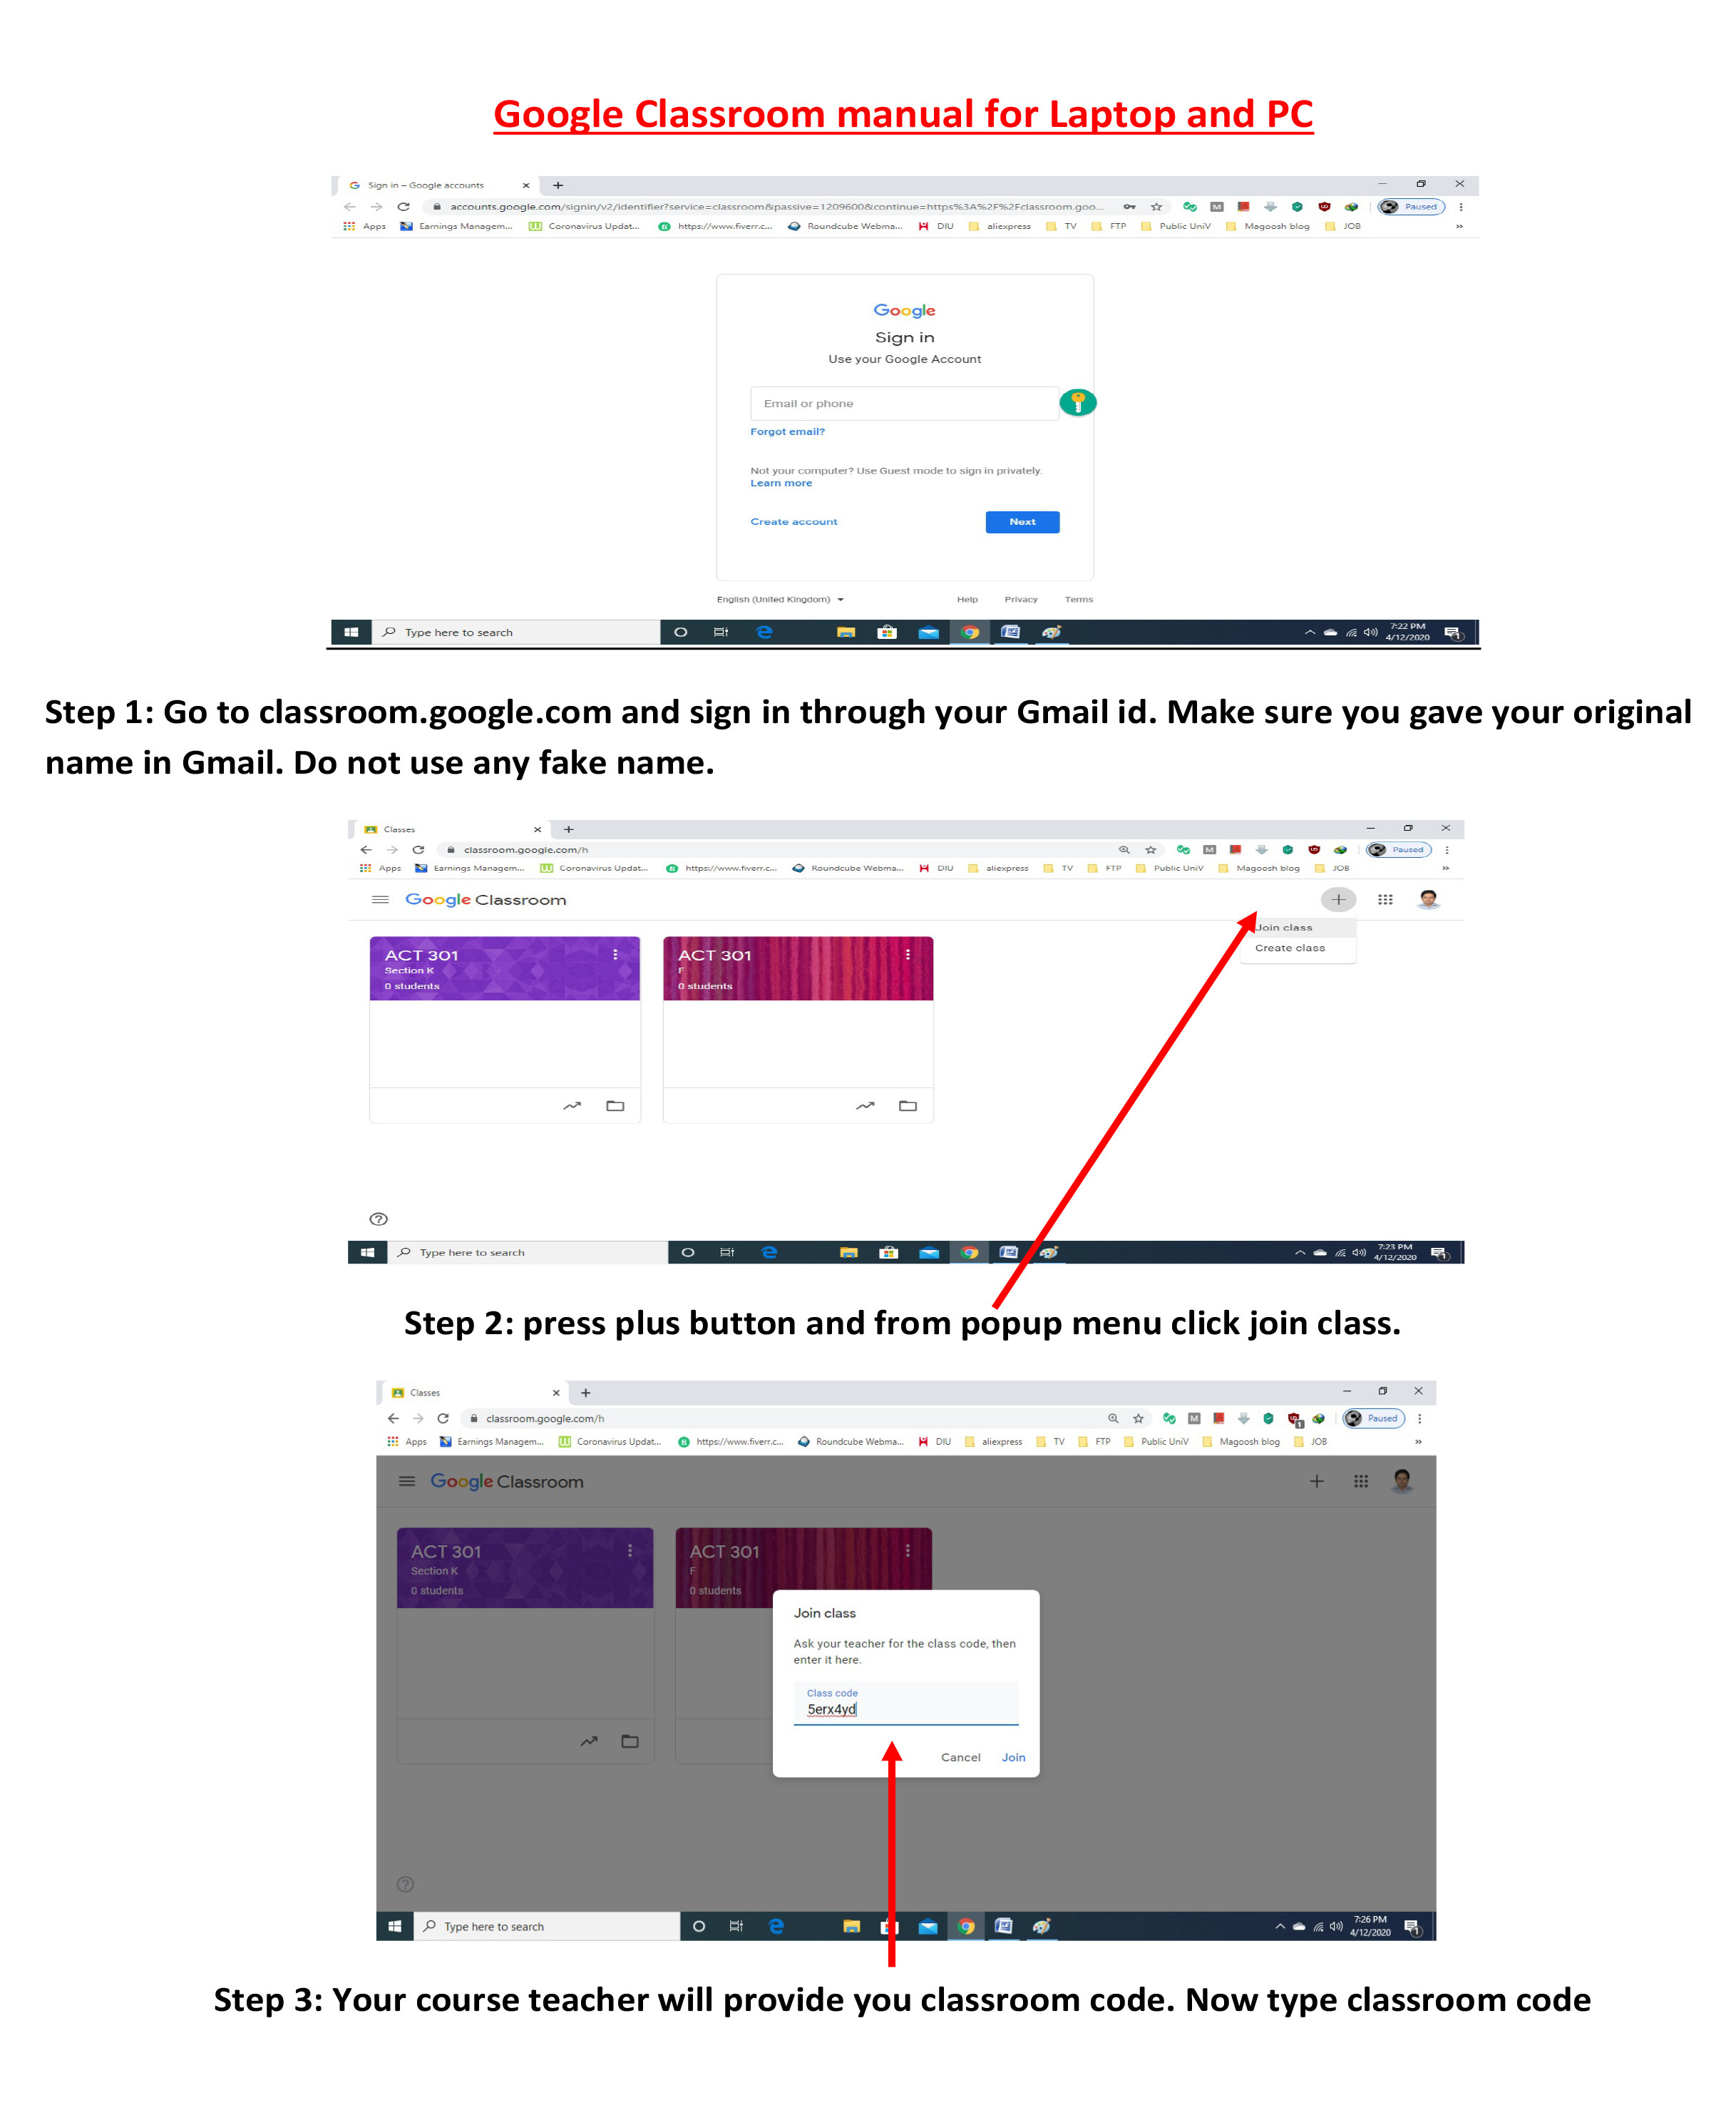 Google Classroom manual for Laptop and PC
Sign in – Google accounts
accounts.google.com/signin/v2/identifier?service=classroom&passive=1209600&continue=https%3A%2F%2Fclassroom.goo...
Paused
Apps Earnings Managem... Coronavirus Updat... https://www.fiverr.c... Roundcube Webma... DIU aliexpress TV FTP Public UniV Magoosh blog JOB
Google
Sign in
Use your Google Account
Email or phone
Forgot email?
Not your computer? Use Guest mode to sign in privately.
Learn more
Create account Next
English (United Kingdom) Help Privacy Terms
Type here to search
7:22 PM
4/12/2020
Step 1: Go to classroom.google.com and sign in through your Gmail id. Make sure you gave your original
name in Gmail. Do not use any fake name.
Classes
classroom.google.com/h
Paused
Apps Earnings Managem... Coronavirus Updat... https://www.fiverr.c... Roundcube Webma... DIU aliexpress TV FTP Public UniV Magoosh blog JOB
Google Classroom
Join class
Create class
ACT 301
Section K
0 students
ACT 301
F
0 students
Type here to search
7:23 PM
4/12/2020
Step 2: press plus button and from popup menu click join class.
Classes
classroom.google.com/h
Paused
Apps Earnings Managem... Coronavirus Updat... https://www.fiverr.c... Roundcube Webma... DIU aliexpress TV FTP Public UniV Magoosh blog JOB
Google Classroom
ACT 301
Section K
0 students
ACT 301
F
0 students
Join class
Ask your teacher for the class code, then
enter it here.
Class code
5erx4yd
Cancel Join
Type here to search
7:26 PM
4/12/2020
Step 3: Your course teacher will provide you classroom code. Now type classroom code